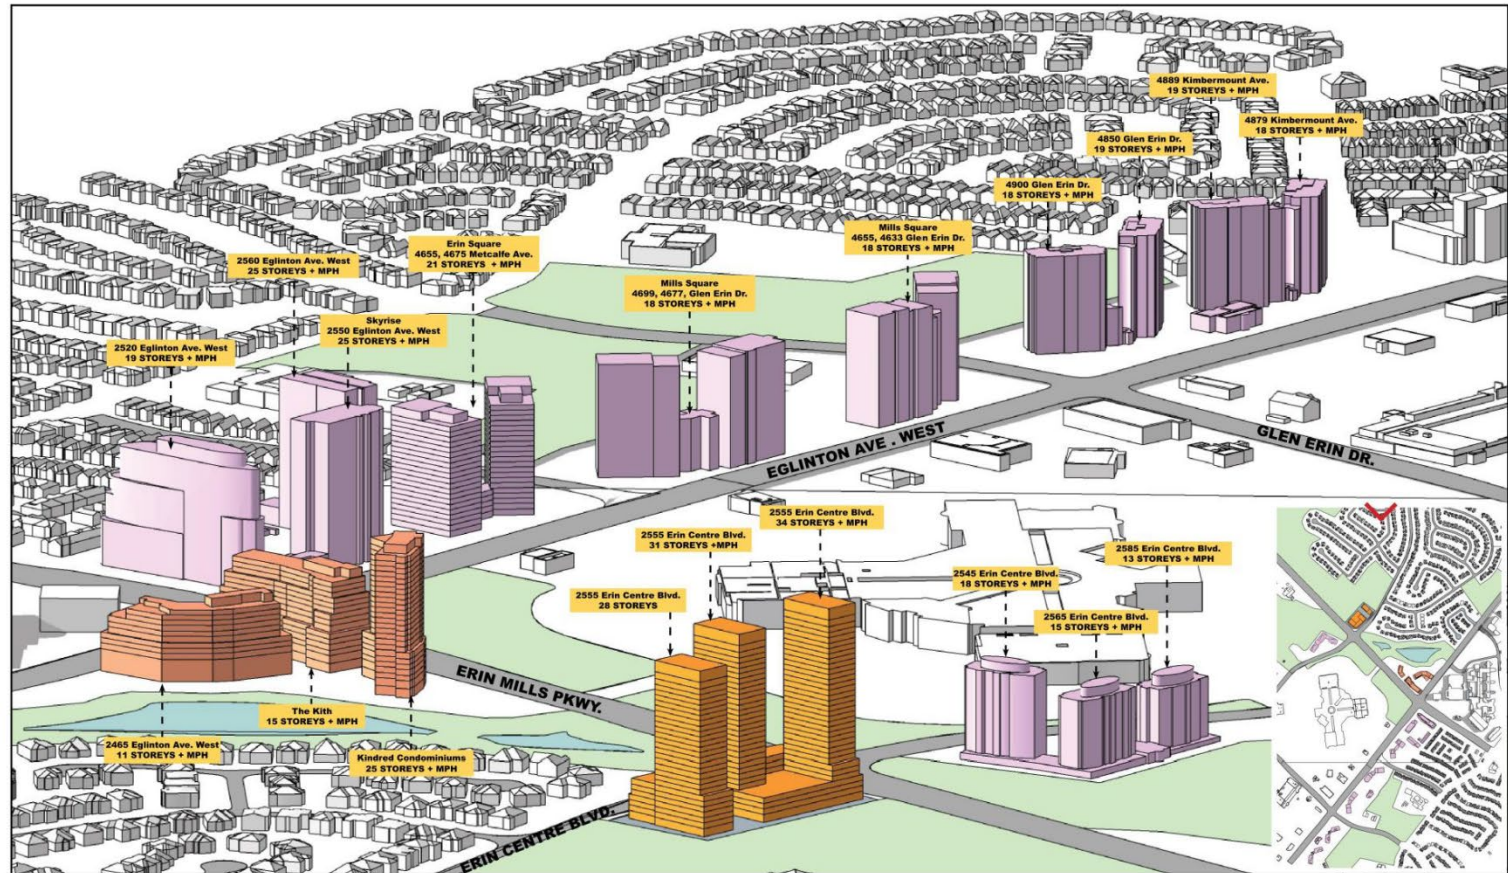 4889 Kimbermount Ave.
19 STOREYS + MPH
4879 Kimbermount Ave.
18 STOREYS + MPH
4850 Glen Erin Dr.
19 STOREYS + MPH
4900 Glen Erin Dr.
18 STOREYS + MPH
Mills Square
4655, 4633 Glen Erin Dr.
18 STOREYS + MPH
Erin Square
4655, 4675 Metcalfe Ave.
21 STOREYS + MPH
2560 Eglinton Ave. West
25 STOREYS + MPH
Mills Square
4699, 4677, Glen Erin Dr.
18 STOREYS + MPH
Skyrise
2550 Eglinton Ave. West
25 STOREYS + MPH
2520 Eglinton Ave. West
19 STOREYS + MPH
EGLINTON AVE . WEST
GLEN ERIN DR.
2555 Erin Centre Blvd.
34 STOREYS + MPH
2555 Erin Centre Blvd.
31 STOREYS +MPH
2585 Erin Centre Blvd.
13 STOREYS + MPH
2545 Erin Centre Blvd.
18 STOREYS + MPH
2555 Erin Centre Blvd.
28 STOREYS
2565 Erin Centre Blvd.
15 STOREYS + MPH
ERIN MILLS PKWY.
The Kith
15 STOREYS + MPH
2465 Eglinton Ave. West
11 STOREYS + MPH
Kindred Condominiums
25 STOREYS + MPH
ERIN CENTRE BLVD.